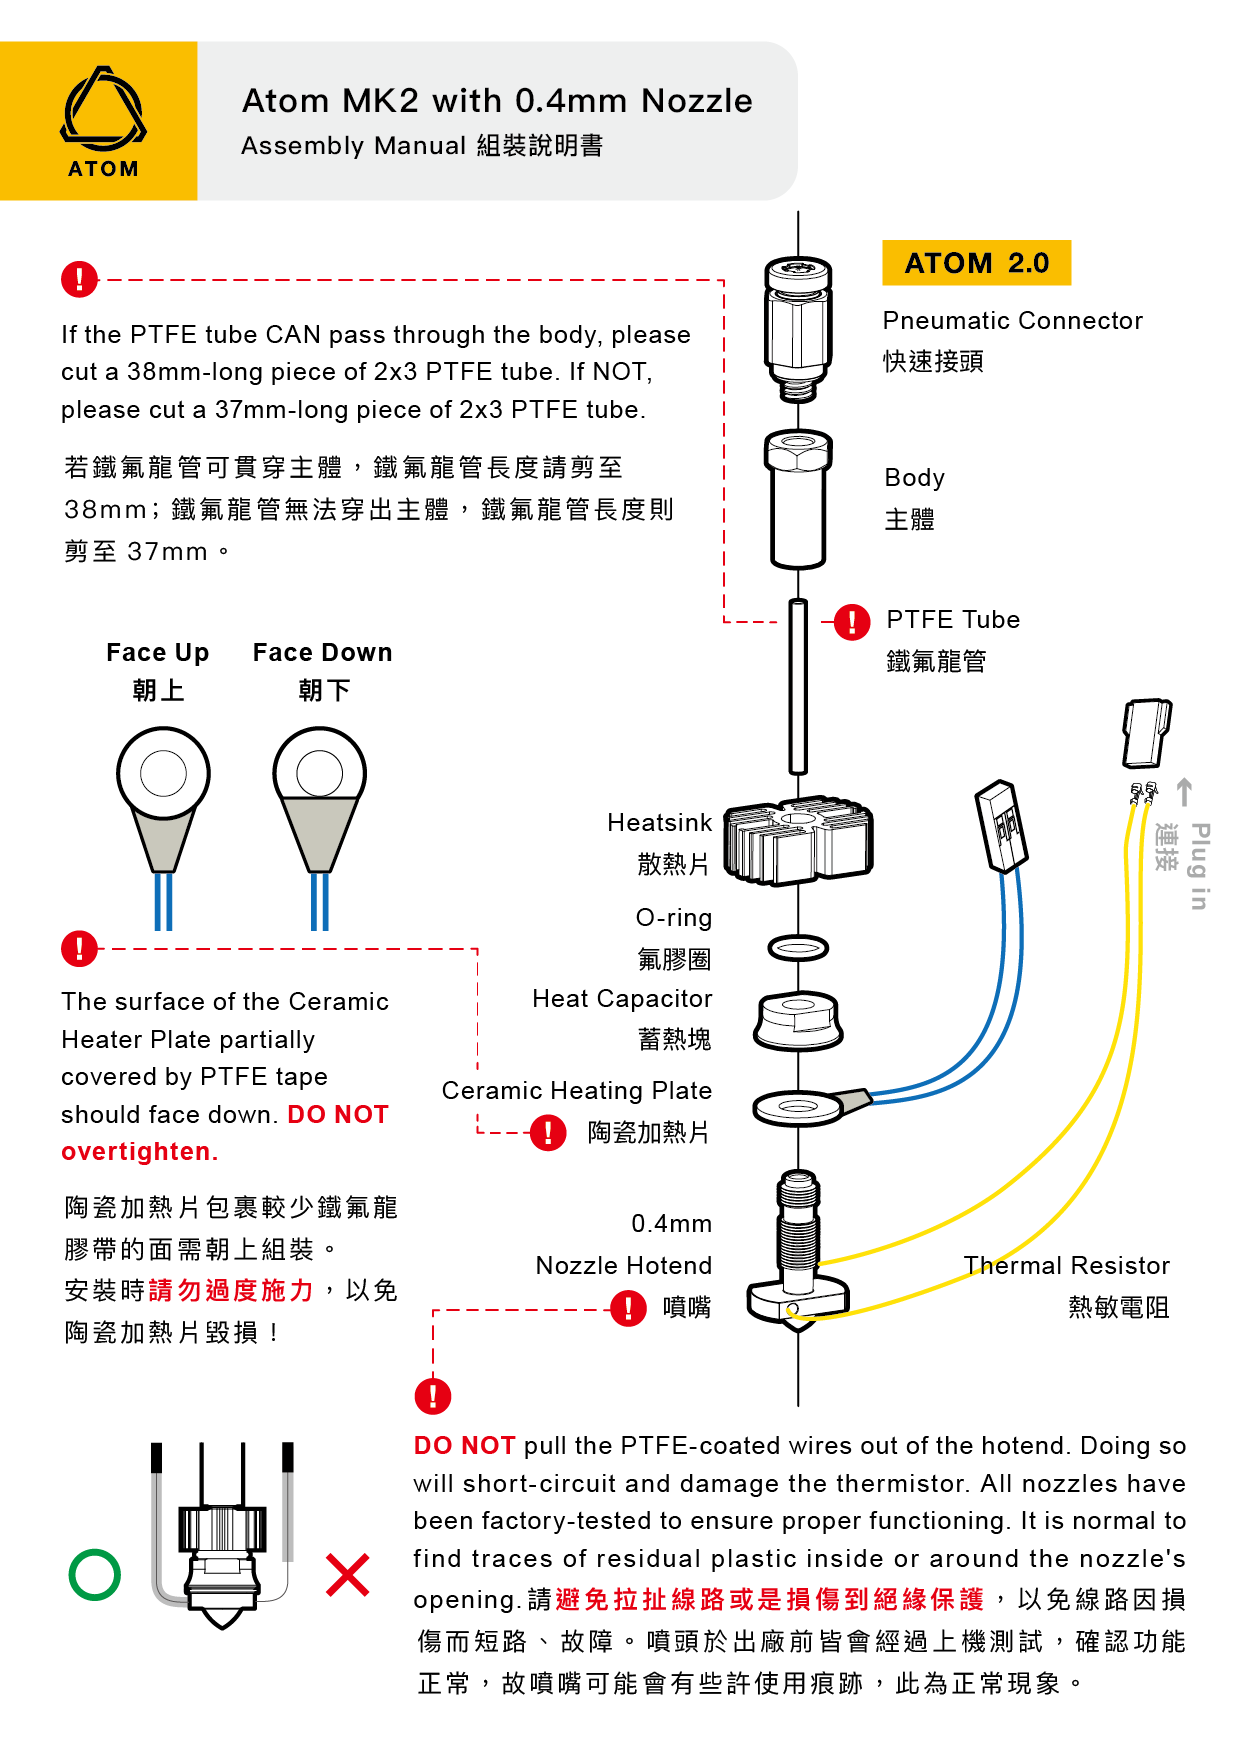 ATOM
Atom MK2 with 0.4mm Nozzle
Assembly Manual 組裝說明書
If the PTFE tube CAN pass through the body, please
cut a 38mm-long piece of 2x3 PTFE tube. If NOT,
please cut a 37mm-long piece of 2x3 PTFE tube.
若鐵氟龍管可貫穿主體，鐵氟龍管長度請剪至
38mm; 鐵氟龍管無法穿出主體，鐵氟龍管長度則
剪至 37mm。
ATOM 2.0
Pneumatic Connector
快速接頭
Body
主體
PTFE Tube
鐵氟龍管
Face Up
朝上
Face Down
朝下
Plug in
連接
Heatsink
散熱片
O-ring
氟膠圈
Heat Capacitor
蓄熱塊
Ceramic Heating Plate
陶瓷加熱片
0.4mm
Nozzle Hotend
噴嘴
Thermal Resistor
熱敏電阻
The surface of the Ceramic
Heater Plate partially
covered by PTFE tape
should face down. DO NOT
overtighten.
陶瓷加熱片包裹較少鐵氟龍
膠帶的面需朝上組裝。
安裝時請勿過度施力，以免
陶瓷加熱片毀損！
DO NOT pull the PTFE-coated wires out of the hotend. Doing so
will short-circuit and damage the thermistor. All nozzles have
been factory-tested to ensure proper functioning. It is normal to
find traces of residual plastic inside or around the nozzle's
opening. 請避免拉扯線路或是損傷到絕緣保護，以免線路因損
傷而短路、故障。噴頭於出廠前皆會經過上機測試，確認功能
正常，故噴嘴可能會有些許使用痕跡，此為正常現象。